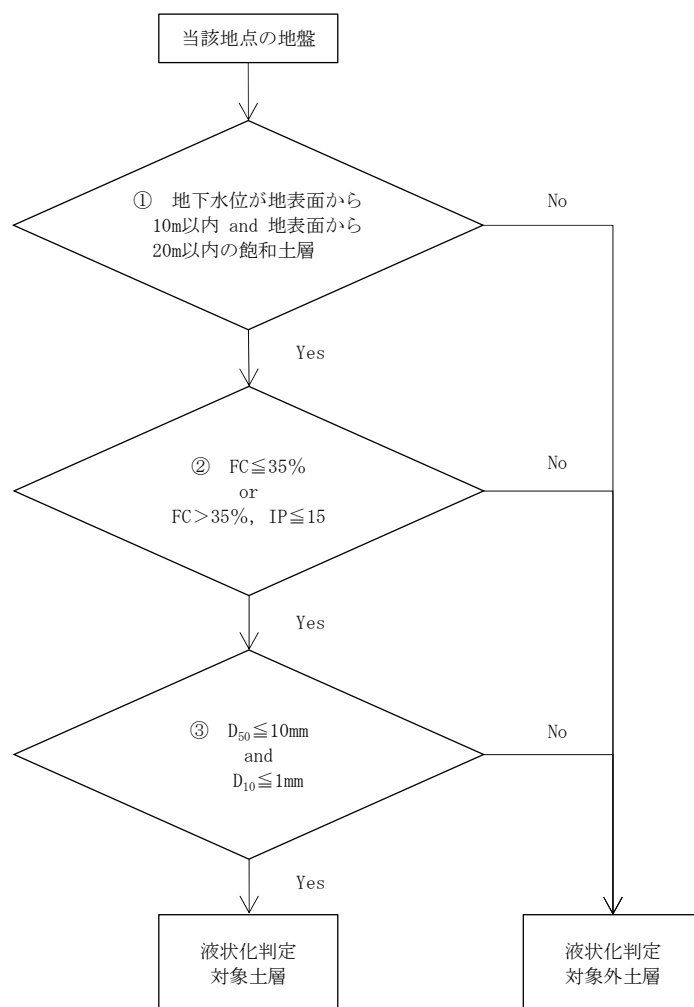 当該地点の地盤
① 地下水位が地表面から
10m以内 and 地表面から
20m以内の飽和土層
No
Yes
② FC≦35%
or
FC>35%, IP≦15
No
Yes
③ D₅₀≦10mm
and
D₁₀≦1mm
No
Yes
液状化判定
対象土層
液状化判定
対象外土層